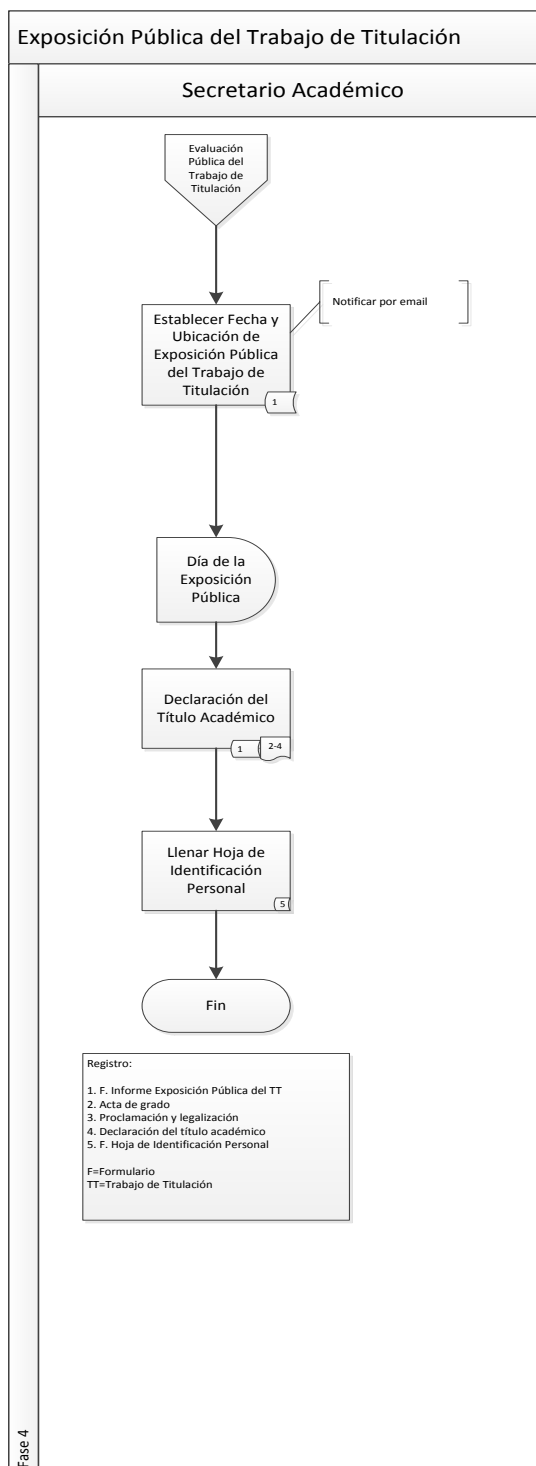 Exposición Pública del Trabajo de Titulación
Secretario Académico
Evaluación
Pública del
Trabajo de
Titulación
Notificar por email
Establecer Fecha y
Ubicación de
Exposición Pública
del Trabajo de
Titulación
1
Día de la
Exposición
Pública
Declaración del
Título Académico
1
2-4
Llenar Hoja de
Identificación
Personal
5
Fin
Registro:
1. F. Informe Exposición Pública del TT
2. Acta de grado
3. Proclamación y legalización
4. Declaración del título académico
5. F. Hoja de Identificación Personal
F=Formulario
TT=Trabajo de Titulación
Fase 4